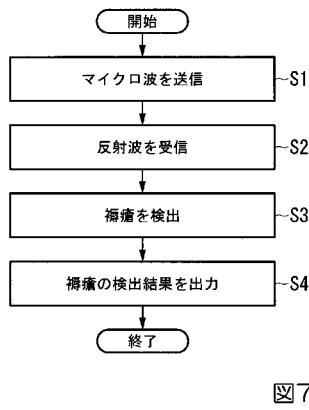 開始
マイクロ波を送信
S1
反射波を受信
S2
褥瘡を検出
S3
褥瘡の検出結果を出力
S4
終了
図7